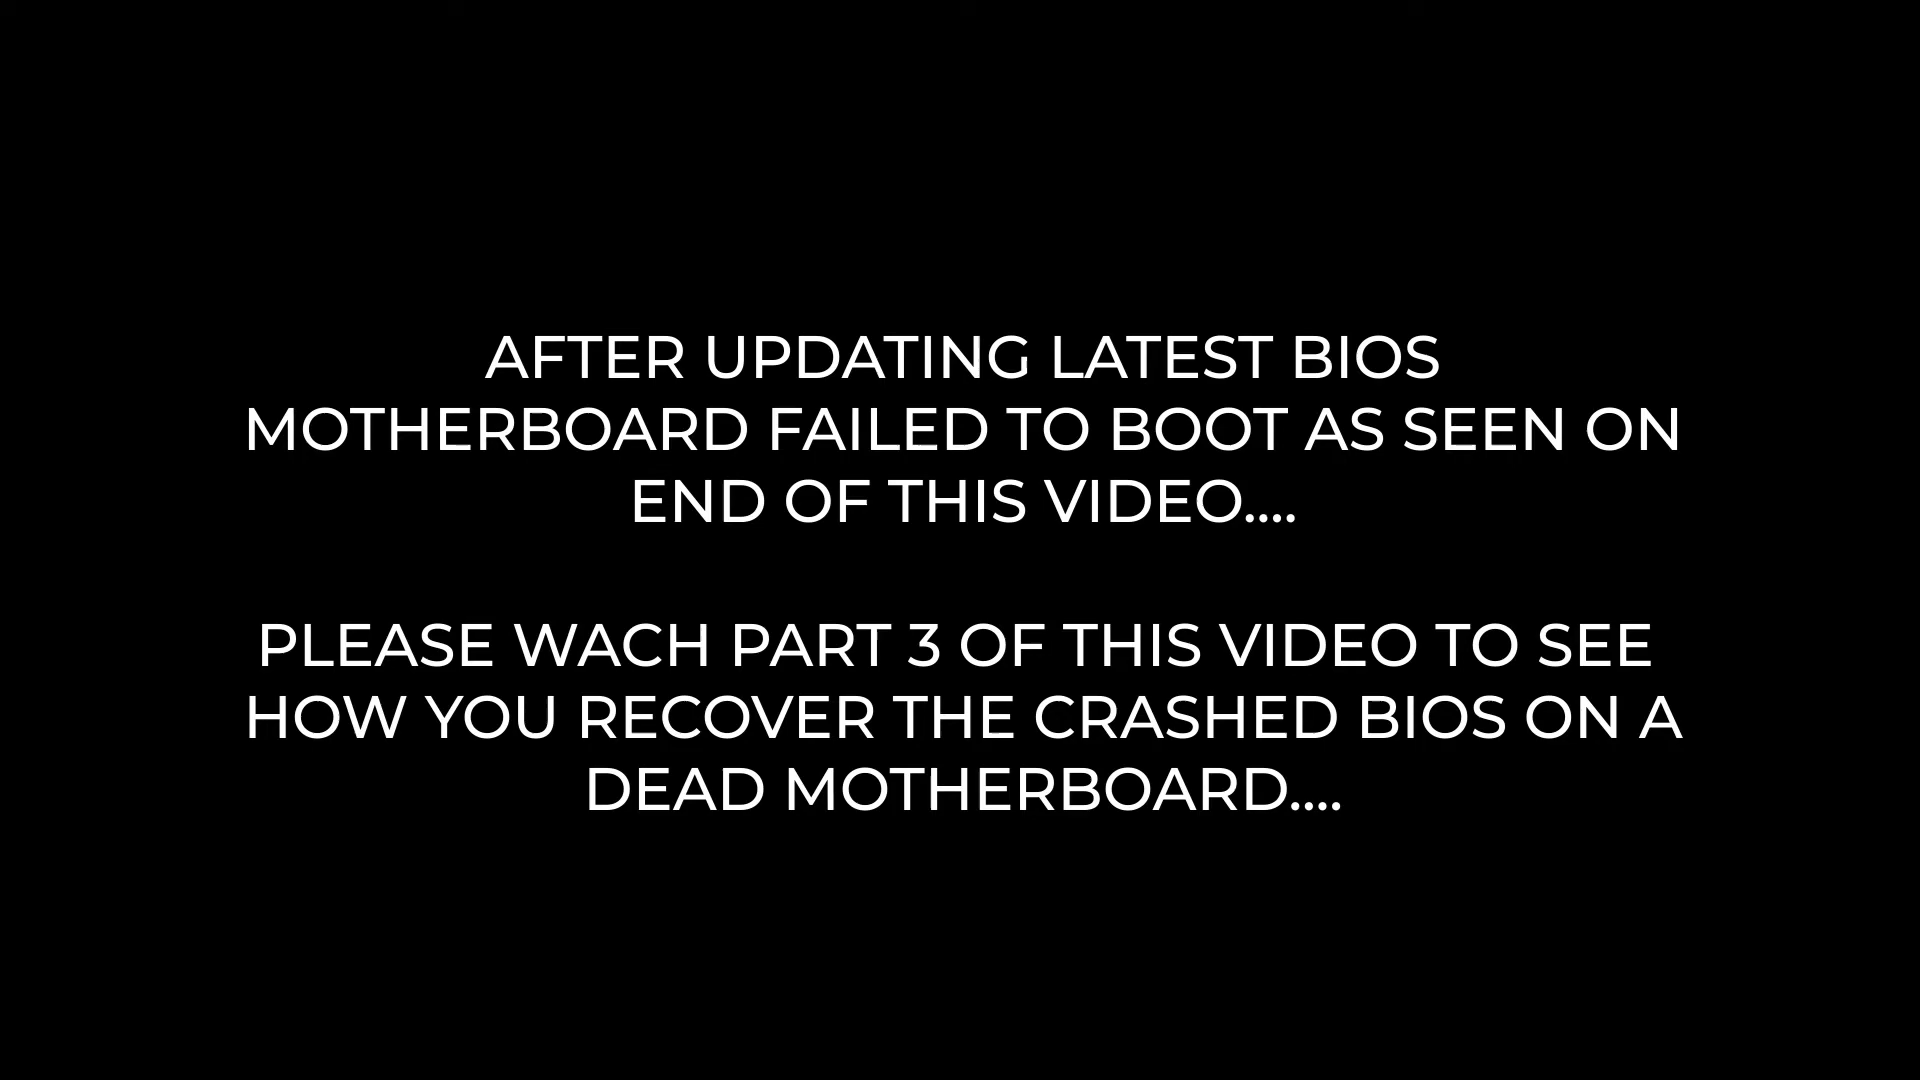 AFTER UPDATING LATEST BIOS
MOTHERBOARD FAILED TO BOOT AS SEEN ON
END OF THIS VIDEO....
PLEASE WACH PART 3 OF THIS VIDEO TO SEE
HOW YOU RECOVER THE CRASHED BIOS ON A
DEAD MOTHERBOARD....